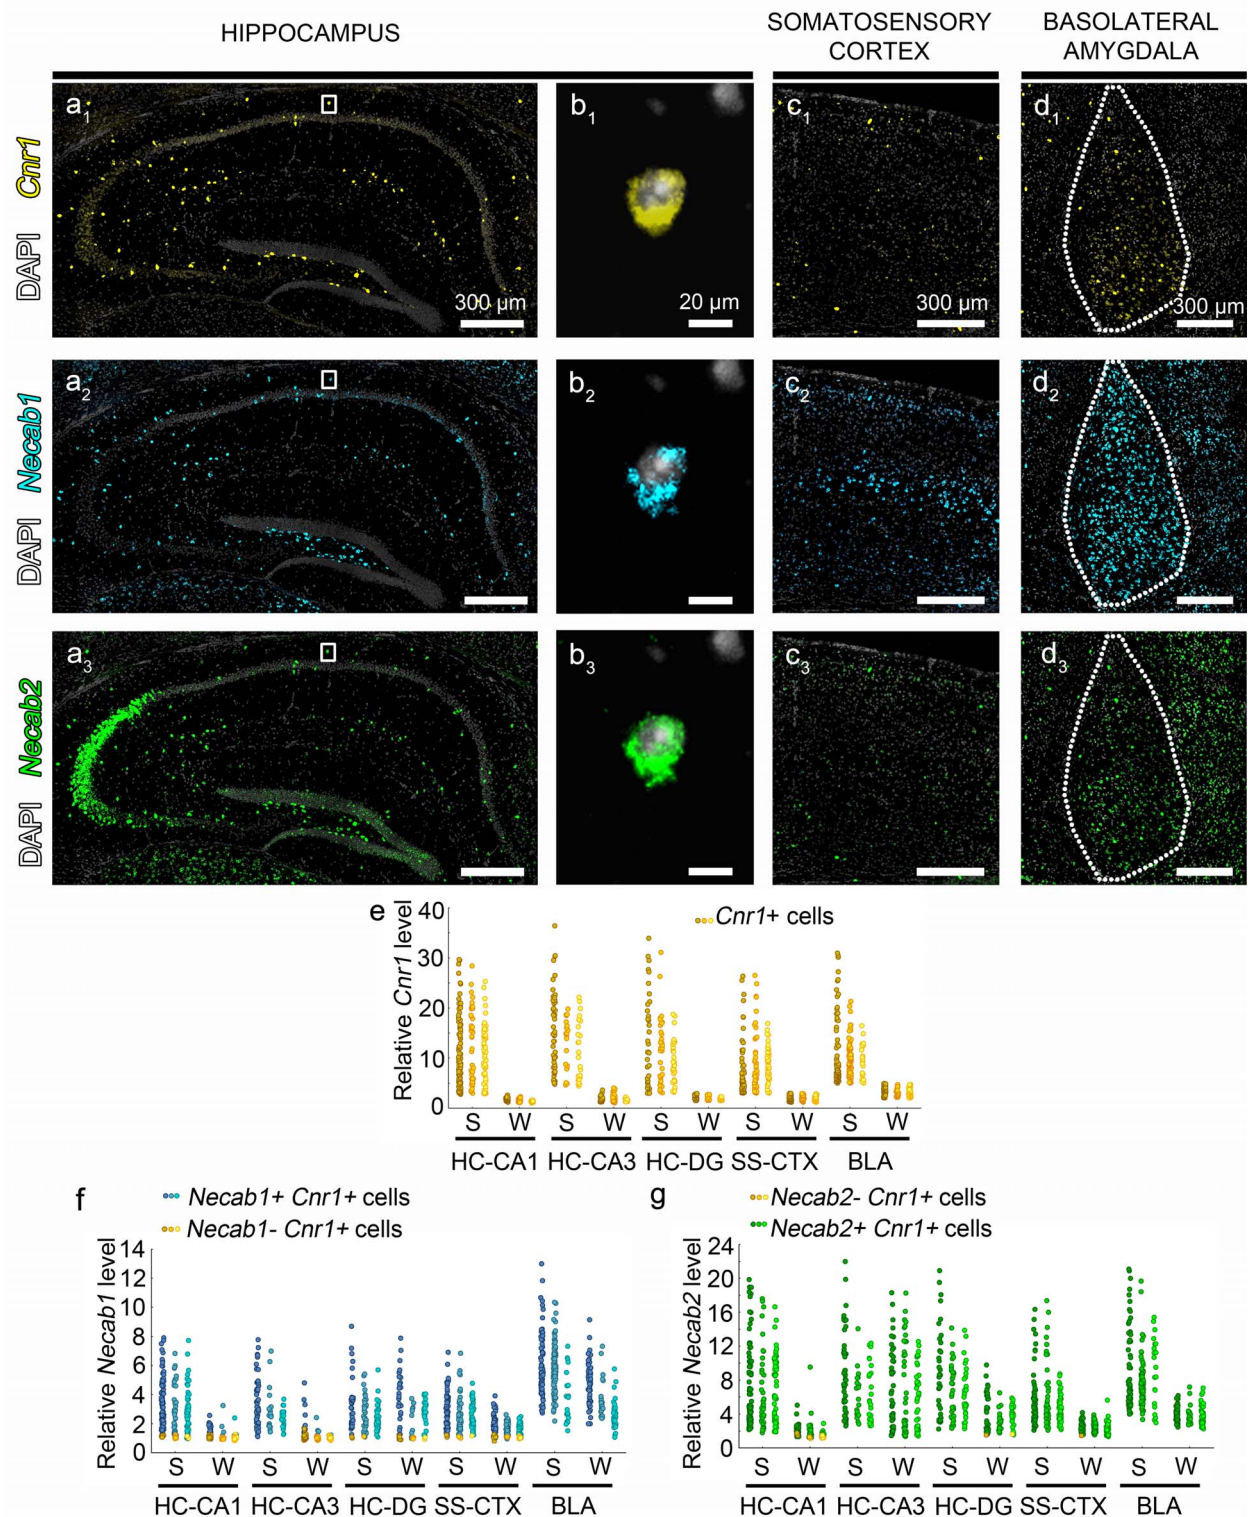 HIPPOCAMPUS
SOMATOSENSORY
CORTEX
BASOLATERAL
AMYGDALA
DAPI Cnr1
a1
b1
c1
d1
300 µm
20 µm
300 µm
300 µm
DAPI Necab1
a2
b2
c2
d2
DAPI Necab2
a3
b3
c3
d3
e
Relative Cnr1 level
Cnr1+ cells
40
30
20
10
0
S W S W S W S W S W
HC-CA1 HC-CA3 HC-DG SS-CTX BLA
f
Necab1+ Cnr1+ cells
Necab1- Cnr1+ cells
Relative Necab1 level
14
12
10
8
6
4
2
0
S W S W S W S W S W
HC-CA1 HC-CA3 HC-DG SS-CTX BLA
g
Necab2- Cnr1+ cells
Necab2+ Cnr1+ cells
Relative Necab2 level
24
20
16
12
8
4
0
S W S W S W S W S W
HC-CA1 HC-CA3 HC-DG SS-CTX BLA